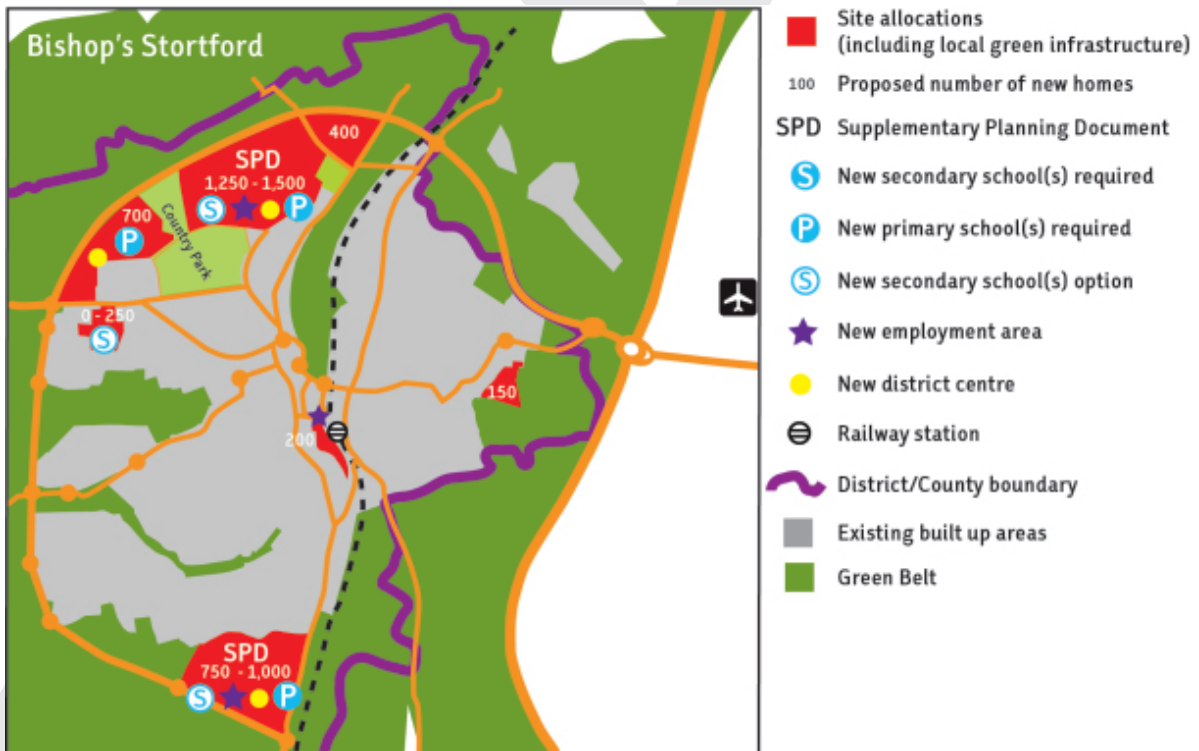 Bishop's Stortford
400
SPD
1,250 - 1,500
S
P
700
P
Country Park
0 - 250
S
150
200
SPD
750 - 1,000
S
P
Site allocations
(including local green infrastructure)
100 Proposed number of new homes
SPD Supplementary Planning Document
S New secondary school(s) required
P New primary school(s) required
S New secondary school(s) option
New employment area
New district centre
Railway station
District/County boundary
Existing built up areas
Green Belt